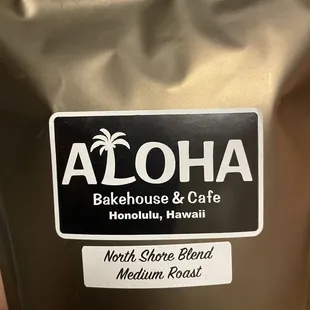 ALOHA
Bakehouse & Cafe
Honolulu, Hawaii
North Shore Blend
Medium Roast